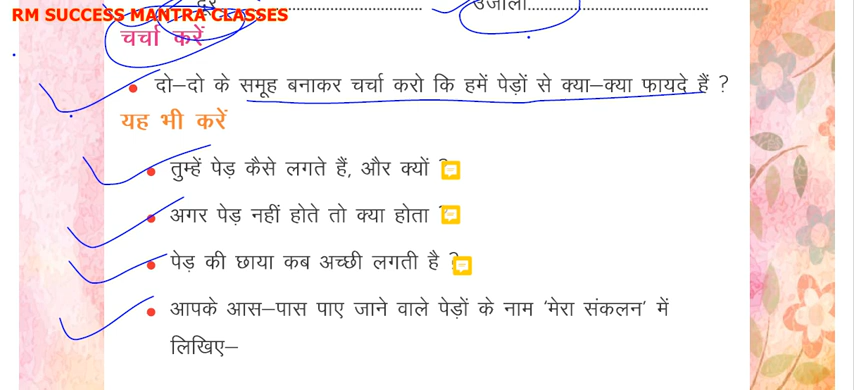 दूर.................................... उजाला....................................
RM SUCCESS MANTRA CLASSES
चर्चा करें
• दो–दो के समूह बनाकर चर्चा करो कि हमें पेड़ों से क्या–क्या फायदे हैं ?
यह भी करें
• तुम्हें पेड़ कैसे लगते हैं, और क्यों ?
• अगर पेड़ नहीं होते तो क्या होता ?
• पेड़ की छाया कब अच्छी लगती है ?
• आपके आस–पास पाए जाने वाले पेड़ों के नाम ‘मेरा संकलन’ में
लिखिए–